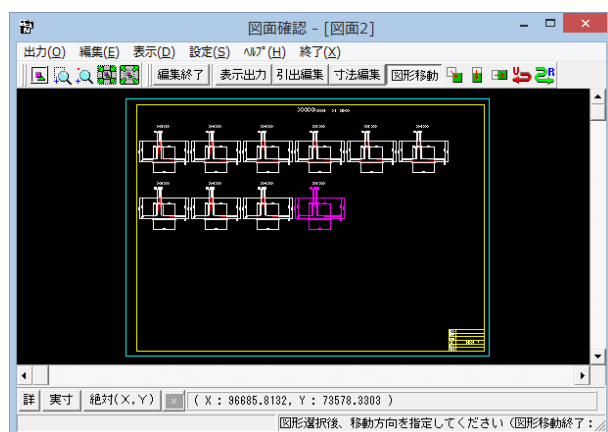 図面確認 - [図面2]
出力(O) 編集(E) 表示(D) 設定(S) ﾍﾙﾌﾟ(H) 終了(X)
編集終了 表示出力 引出編集 寸法編集 図形移動
詳 実寸 絶対(X,Y) × ( X : 96685.8132, Y : 73578.3303 )
図形選択後、移動方向を指定してください（図形移動終了：